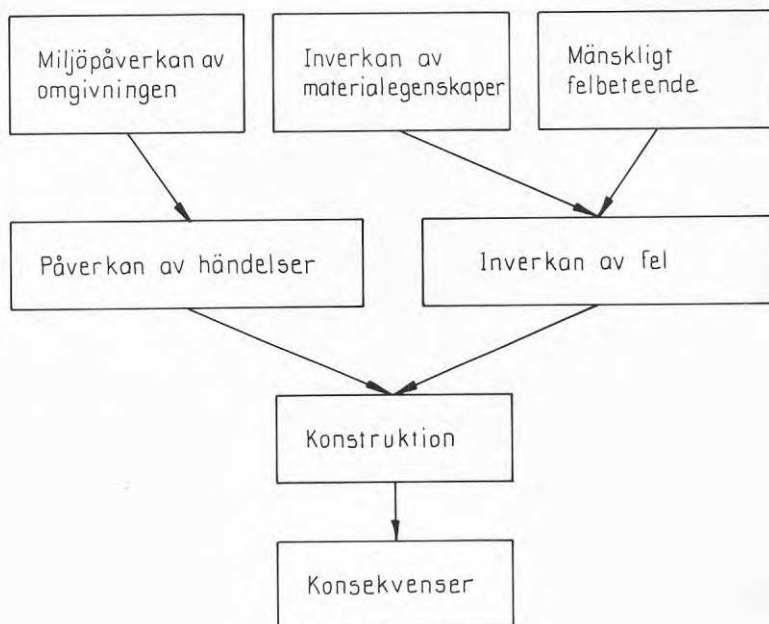 Miljöpåverkan av
omgivningen
Inverkan av
materialegenskaper
Mänskligt
felbeteende
Påverkan av händelser
Inverkan av fel
Konstruktion
Konsekvenser